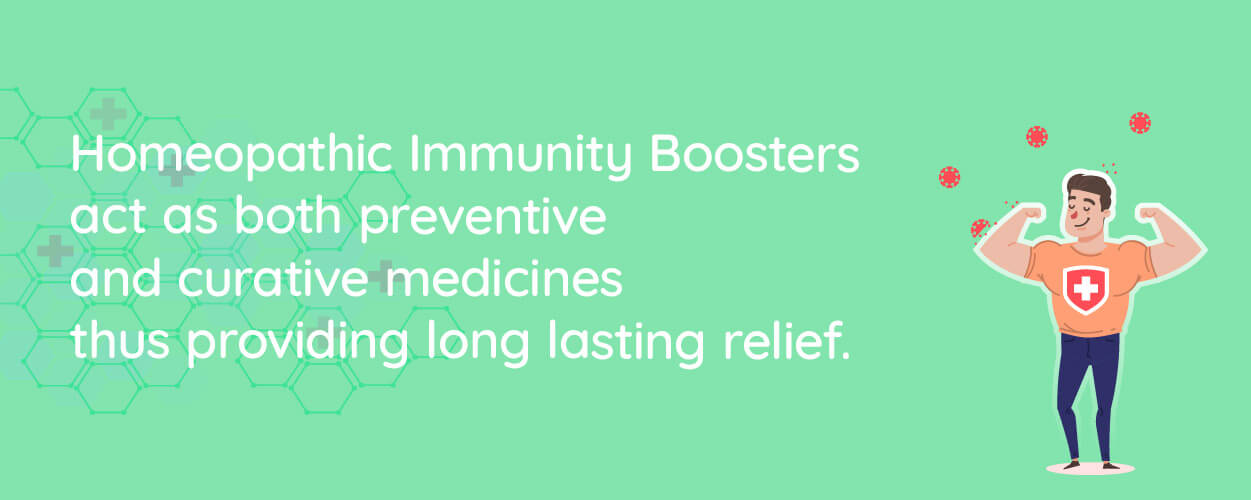 Homeopathic Immunity Boosters
act as both preventive
and curative medicines
thus providing long lasting relief.